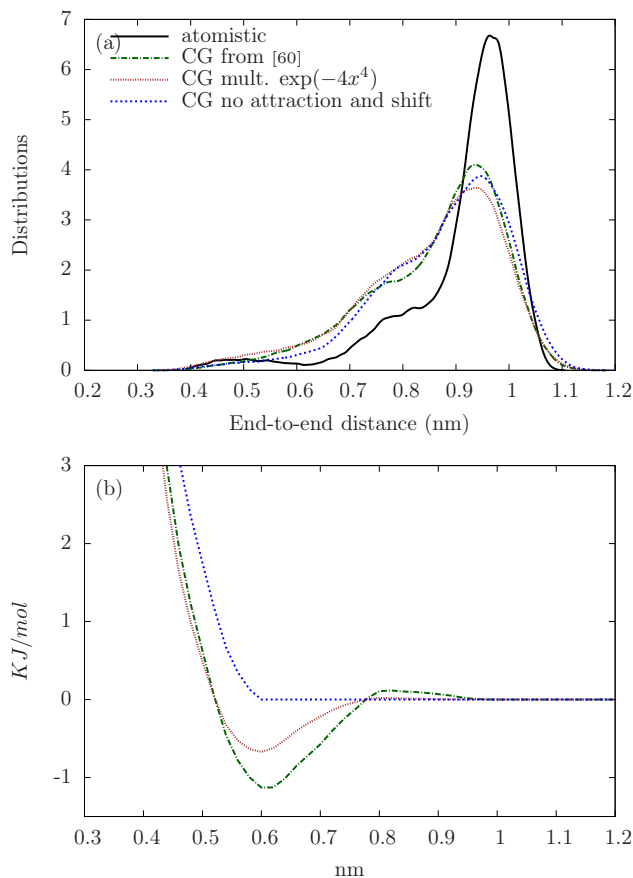 (a)
atomistic
CG from [60]
CG mult. exp(−4x⁴)
CG no attraction and shift
7
6
5
4
3
2
1
0
Distributions
0.2 0.3 0.4 0.5 0.6 0.7 0.8 0.9 1 1.1 1.2
End-to-end distance (nm)
(b)
3
2
1
0
-1
KJ/mol
0.3 0.4 0.5 0.6 0.7 0.8 0.9 1 1.1 1.2
nm